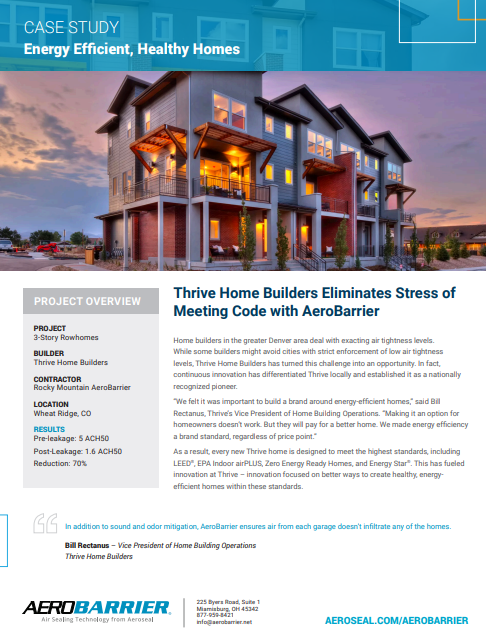 CASE STUDY
Energy Efficient, Healthy Homes
PROJECT OVERVIEW
PROJECT
3-Story Rowhomes
BUILDER
Thrive Home Builders
CONTRACTOR
Rocky Mountain AeroBarrier
LOCATION
Wheat Ridge, CO
RESULTS
Pre-leakage: 5 ACH50
Post-Leakage: 1.6 ACH50
Reduction: 70%
Thrive Home Builders Eliminates Stress of
Meeting Code with AeroBarrier
Home builders in the greater Denver area deal with exacting air tightness levels.
While some builders might avoid cities with strict enforcement of low air tightness
levels, Thrive Home Builders has turned this challenge into an opportunity. In fact,
continuous innovation has differentiated Thrive locally and established it as a nationally
recognized pioneer.
“We felt it was important to build a brand around energy-efficient homes,” said Bill
Rectanus, Thrive’s Vice President of Home Building Operations. “Making it an option for
homeowners doesn’t work. But they will pay for a better home. We made energy efficiency
a brand standard, regardless of price point.”
As a result, every new Thrive home is designed to meet the highest standards, including
LEED®, EPA Indoor airPLUS, Zero Energy Ready Homes, and Energy Star®. This has fueled
innovation at Thrive – innovation focused on better ways to create healthy, energy-
efficient homes within these standards.
In addition to sound and odor mitigation, AeroBarrier ensures air from each garage doesn’t infiltrate any of the homes.
Bill Rectanus – Vice President of Home Building Operations
Thrive Home Builders
AEROBARRIER.
Air Sealing Technology from Aeroseal
225 Byers Road, Suite 1
Miamisburg, OH 45342
877-959-8421
info@aerobarrier.net
AEROSEAL.COM/AEROBARRIER